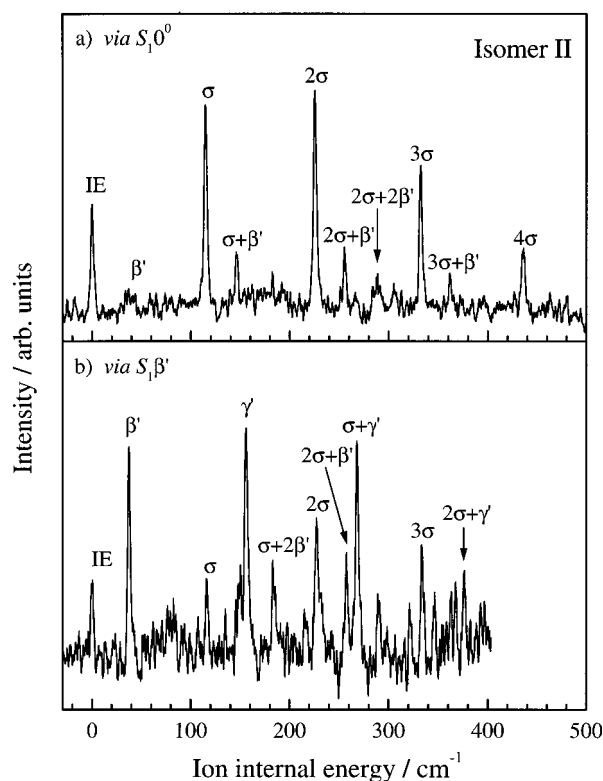 a) via S₁0⁰
Isomer II
IE
β'
σ
σ+β'
2σ
2σ+β'
2σ+2β'
3σ
3σ+β'
4σ
b) via S₁β'
IE
β'
σ
γ'
σ+2β'
2σ
2σ+β'
σ+γ'
3σ
2σ+γ'
Intensity / arb. units
0 100 200 300 400 500
Ion internal energy / cm⁻¹